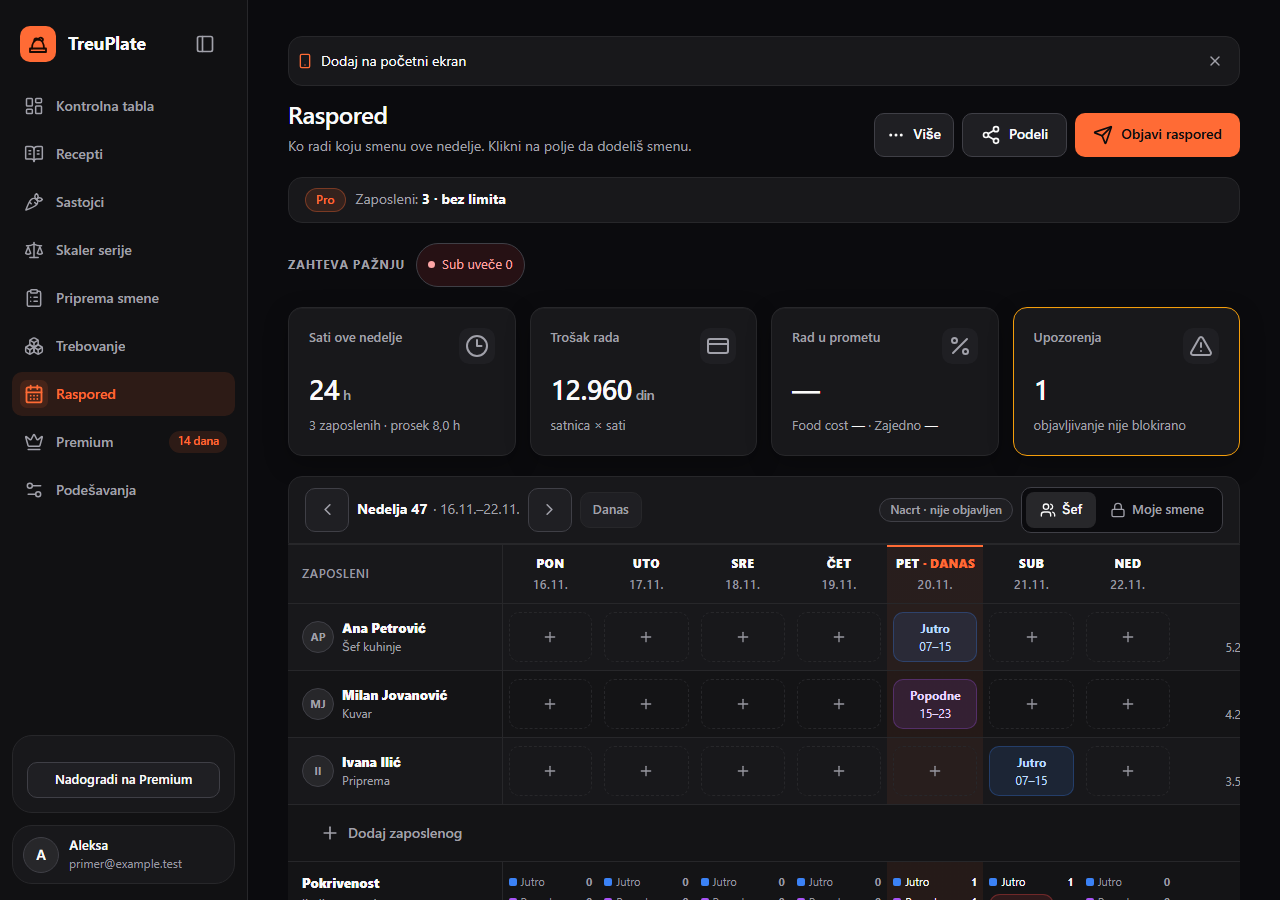 TreuPlate
Kontrolna tabla
Recepti
Sastojci
Skaler serije
Priprema smene
Trebovanje
Raspored
Premium 14 dana
Podešavanja
Nadogradi na Premium
A Aleksa
primer@example.test
Dodaj na početni ekran
Raspored
Ko radi koju smenu ove nedelje. Klikni na polje da dodeliš smenu.
Više Podeli Objavi raspored
Pro Zaposleni: 3 · bez limita
ZAHTEVA PAŽNJU Sub uveče 0
Sati ove nedelje
24 h
3 zaposlenih · prosek 8,0 h
Trošak rada
12.960 din
satnica × sati
Rad u prometu
—
Food cost — · Zajedno —
Upozorenja
1
objavljivanje nije blokirano
Nedelja 47 · 16.11.–22.11. Danas Nacrt · nije objavljen Šef Moje smene
ZAPOSLENI PON UTO SRE ČET PET · DANAS SUB NED
16.11. 17.11. 18.11. 19.11. 20.11. 21.11. 22.11.
AP Ana Petrović Jutro
Šef kuhinje 07–15 5.2
MJ Milan Jovanović Popodne
Kuvar 15–23 4.2
II Ivana Ilić Jutro
Priprema 07–15 3.5
Dodaj zaposlenog
Pokrivenost Jutro 0 Jutro 0 Jutro 0 Jutro 0 Jutro 1 Jutro 1 Jutro 0